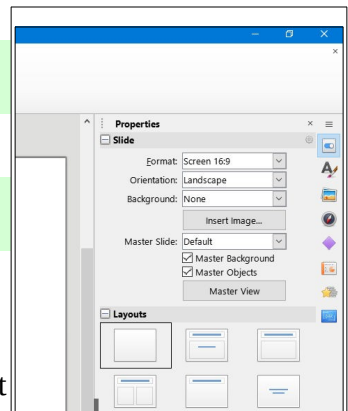 Properties
Slide
Format: Screen 16:9
Orientation: Landscape
Background: None
Insert Image...
Master Slide: Default
Master Background
Master Objects
Master View
Layouts
t